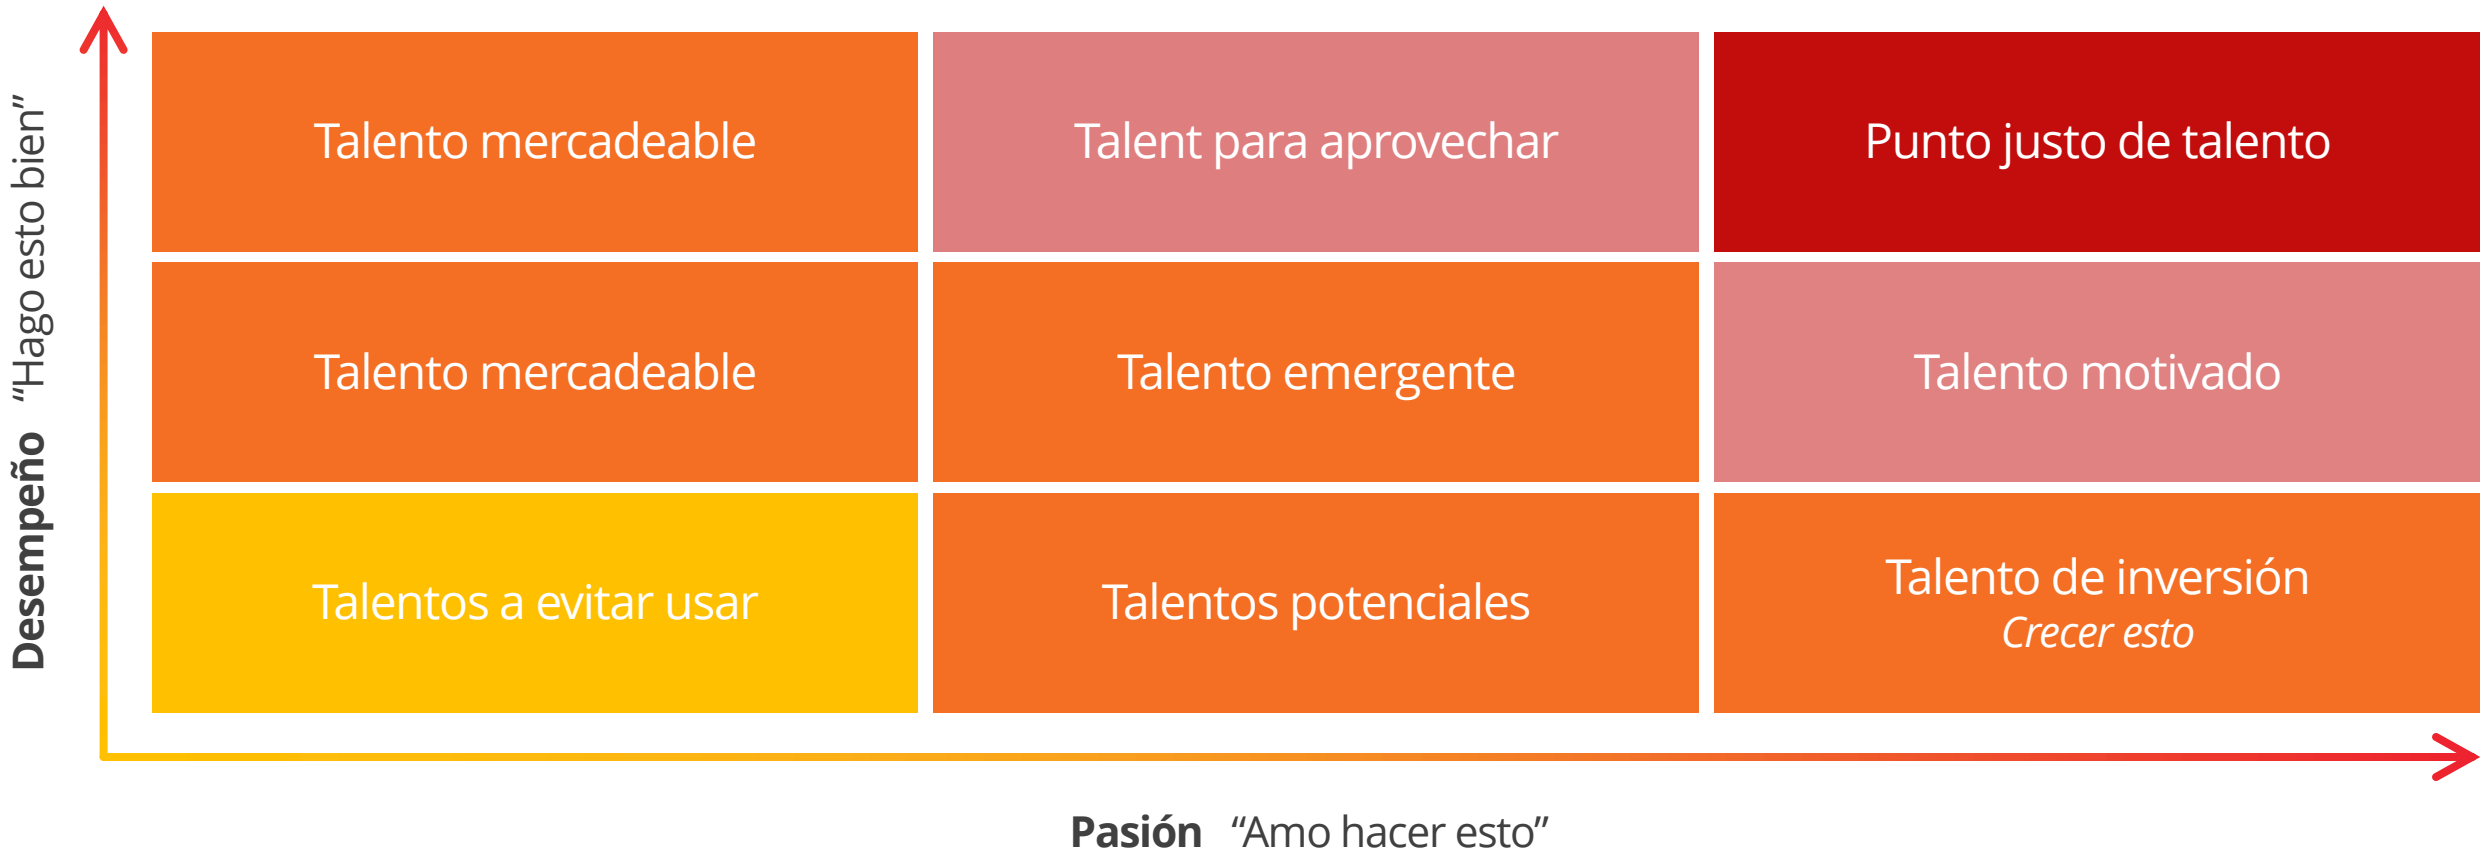 Desempeño “Hago esto bien”
Talento mercadeable
Talent para aprovechar
Punto justo de talento
Talento mercadeable
Talento emergente
Talento motivado
Talentos a evitar usar
Talentos potenciales
Talento de inversión
Crecer esto
Pasión “Amo hacer esto”